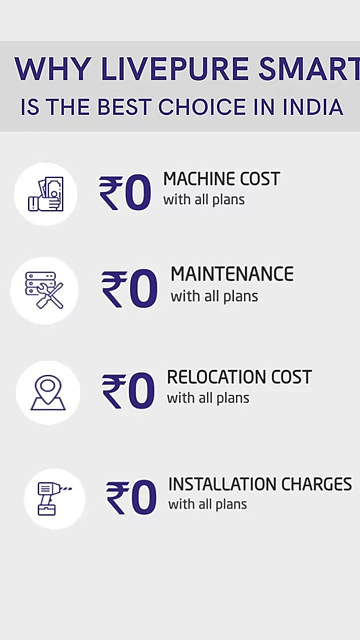 WHY LIVEPURE SMART
IS THE BEST CHOICE IN INDIA
₹0 MACHINE COST
with all plans
₹0 MAINTENANCE
with all plans
₹0 RELOCATION COST
with all plans
₹0 INSTALLATION CHARGES
with all plans